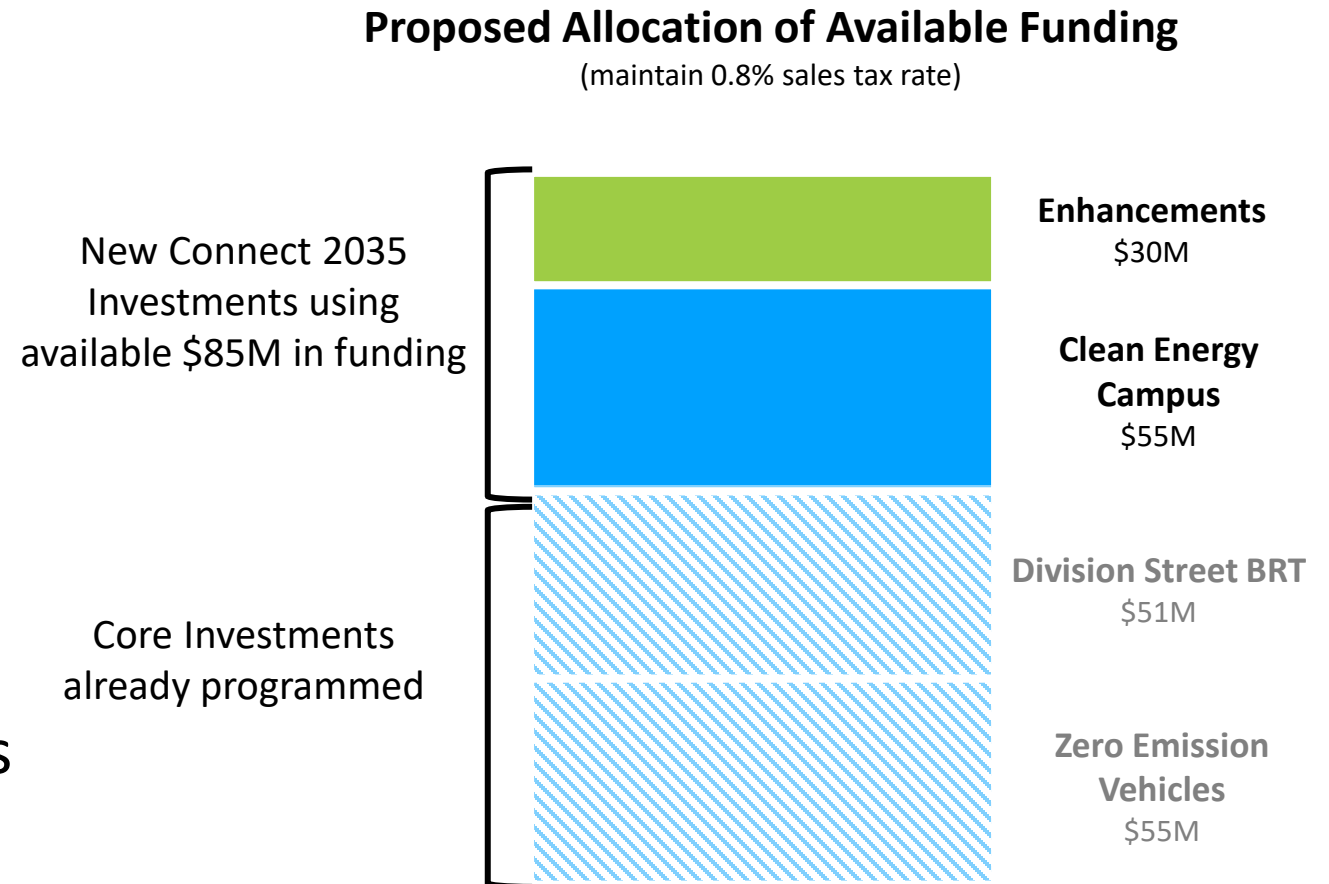 Proposed Allocation of Available Funding
(maintain 0.8% sales tax rate)
New Connect 2035
Investments using
available $85M in funding
Enhancements
$30M
Clean Energy
Campus
$55M
Core Investments
already programmed
s
Division Street BRT
$51M
Zero Emission
Vehicles
$55M